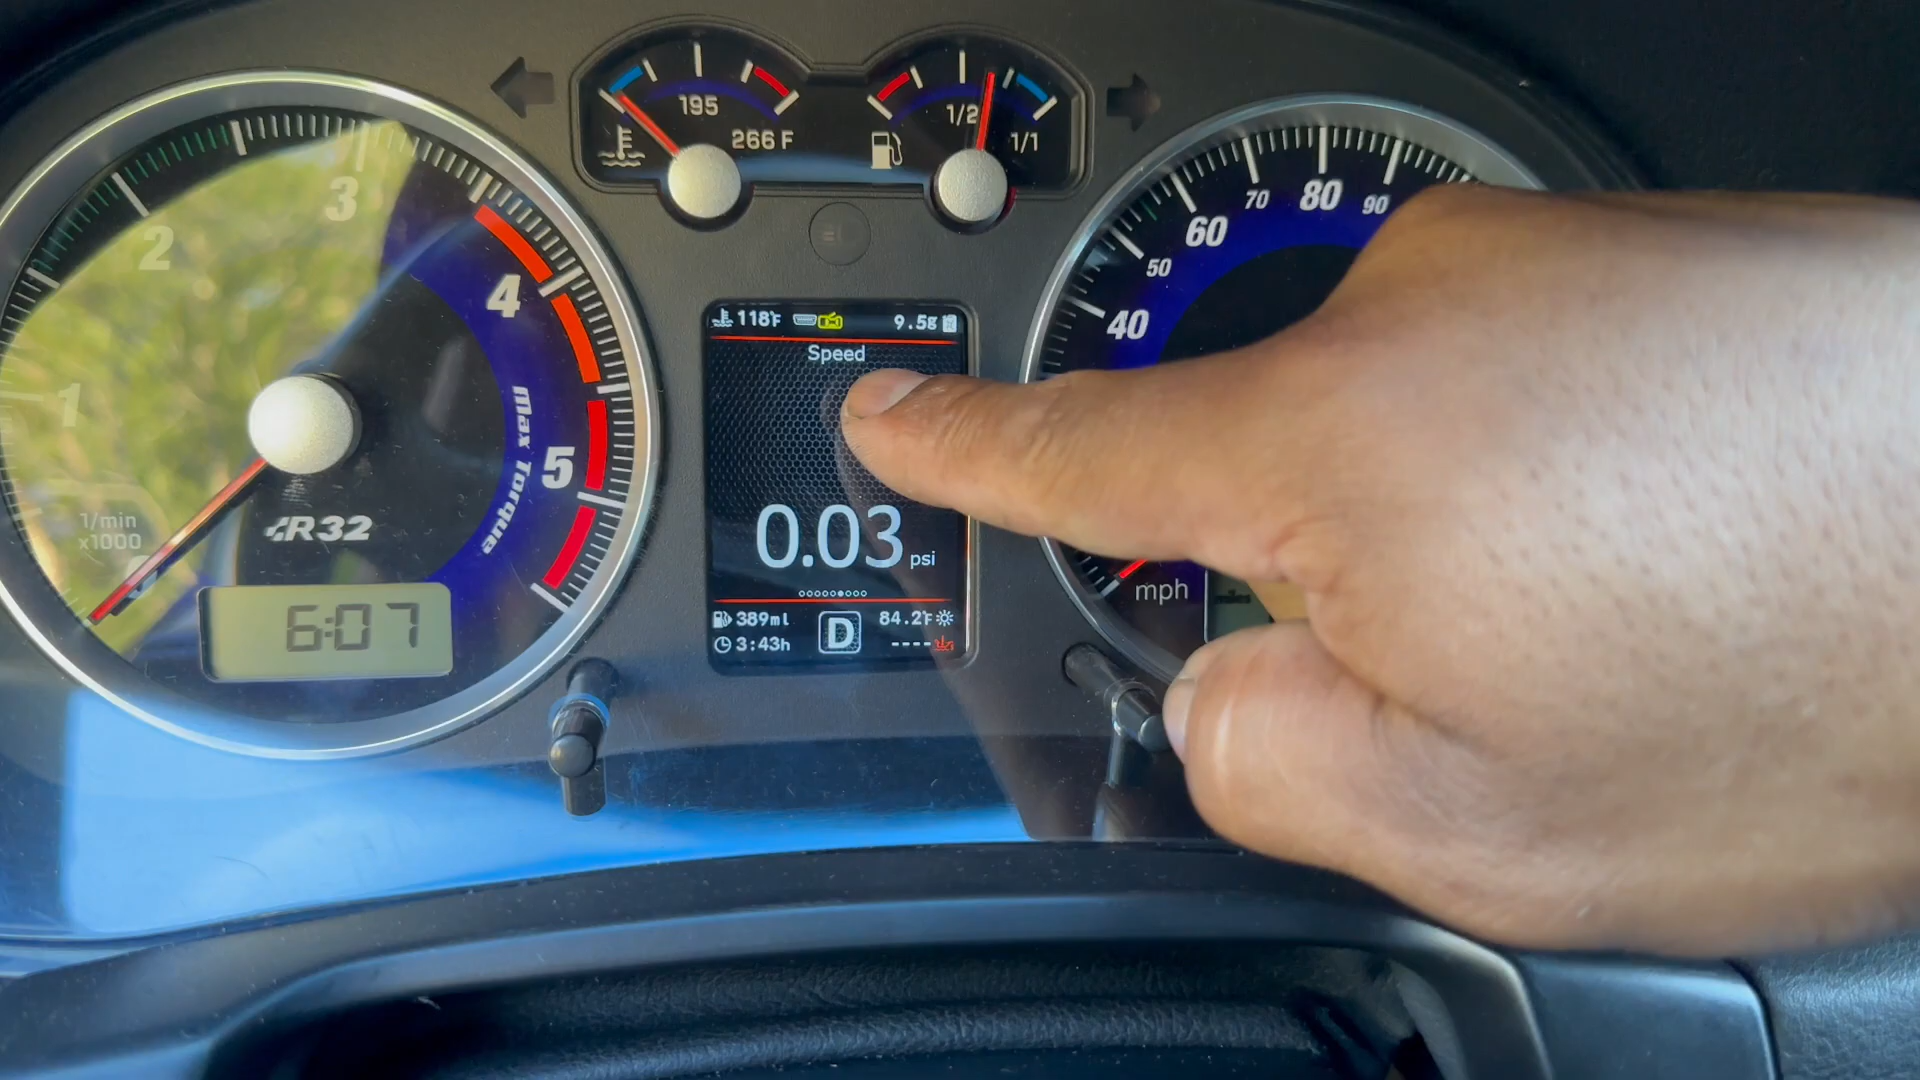 195
266 F
1/2
1/1
1
2
3
4
5
Max Torque
1/min
x1000
R32
6:07
118°F
9.5g
Speed
0.03 psi
389ml
D
84.2°F
3:43h
----
40
50
60
70
80
90
mph
miles